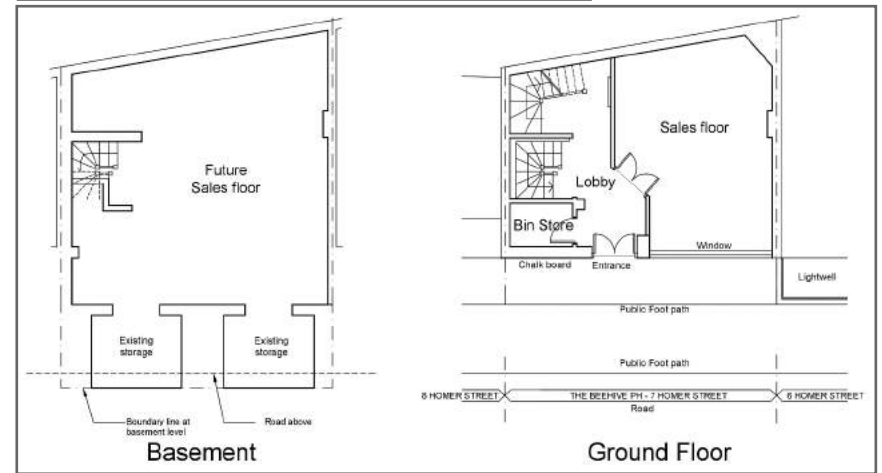 Future
Sales floor
Existing
storage
Existing
storage
Boundary line at
basement level
Road above
Basement
Sales floor
Lobby
Bin Store
Window
Chalk board
Entrance
Lightwell
Public Foot path
Public Foot path
8 HOMER STREET
THE BEEHIVE PH - 7 HOMER STREET
6 HOMER STREET
Road
Ground Floor